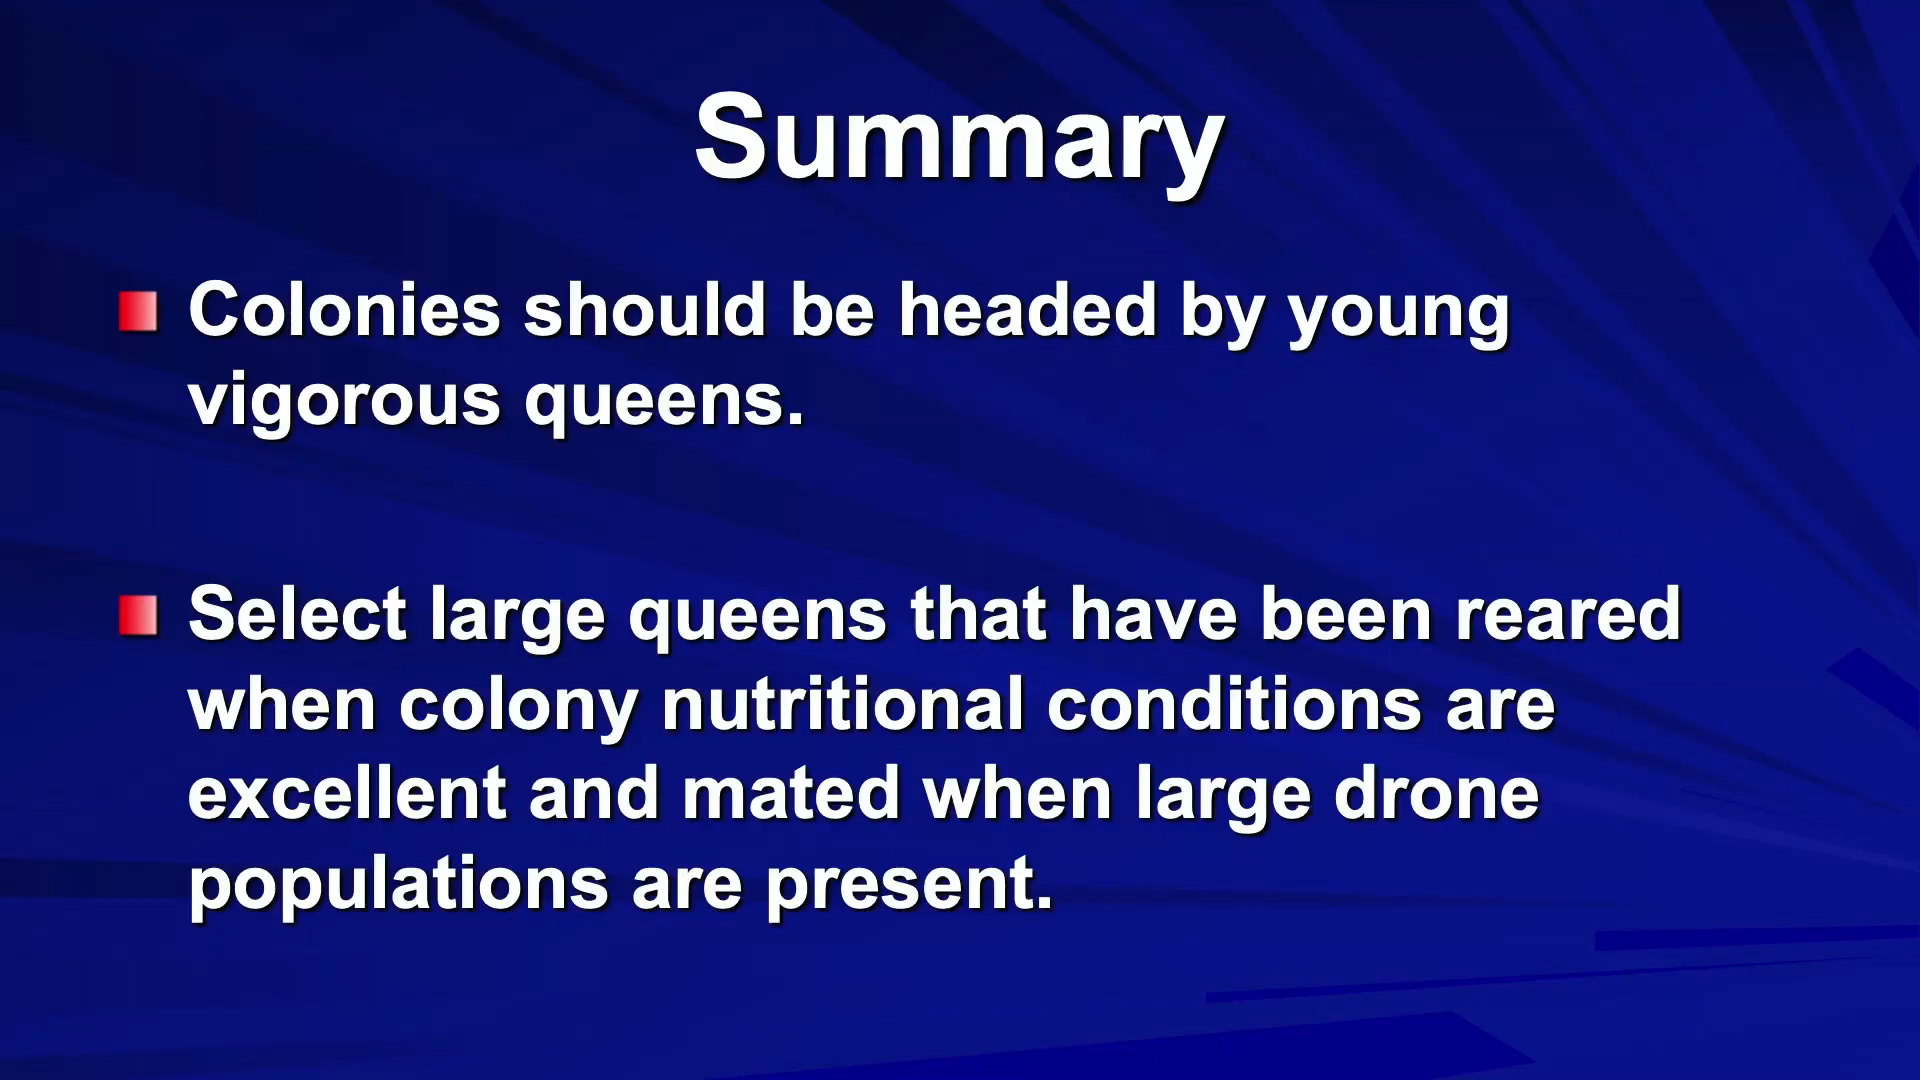 Summary
Colonies should be headed by young
vigorous queens.
Select large queens that have been reared
when colony nutritional conditions are
excellent and mated when large drone
populations are present.